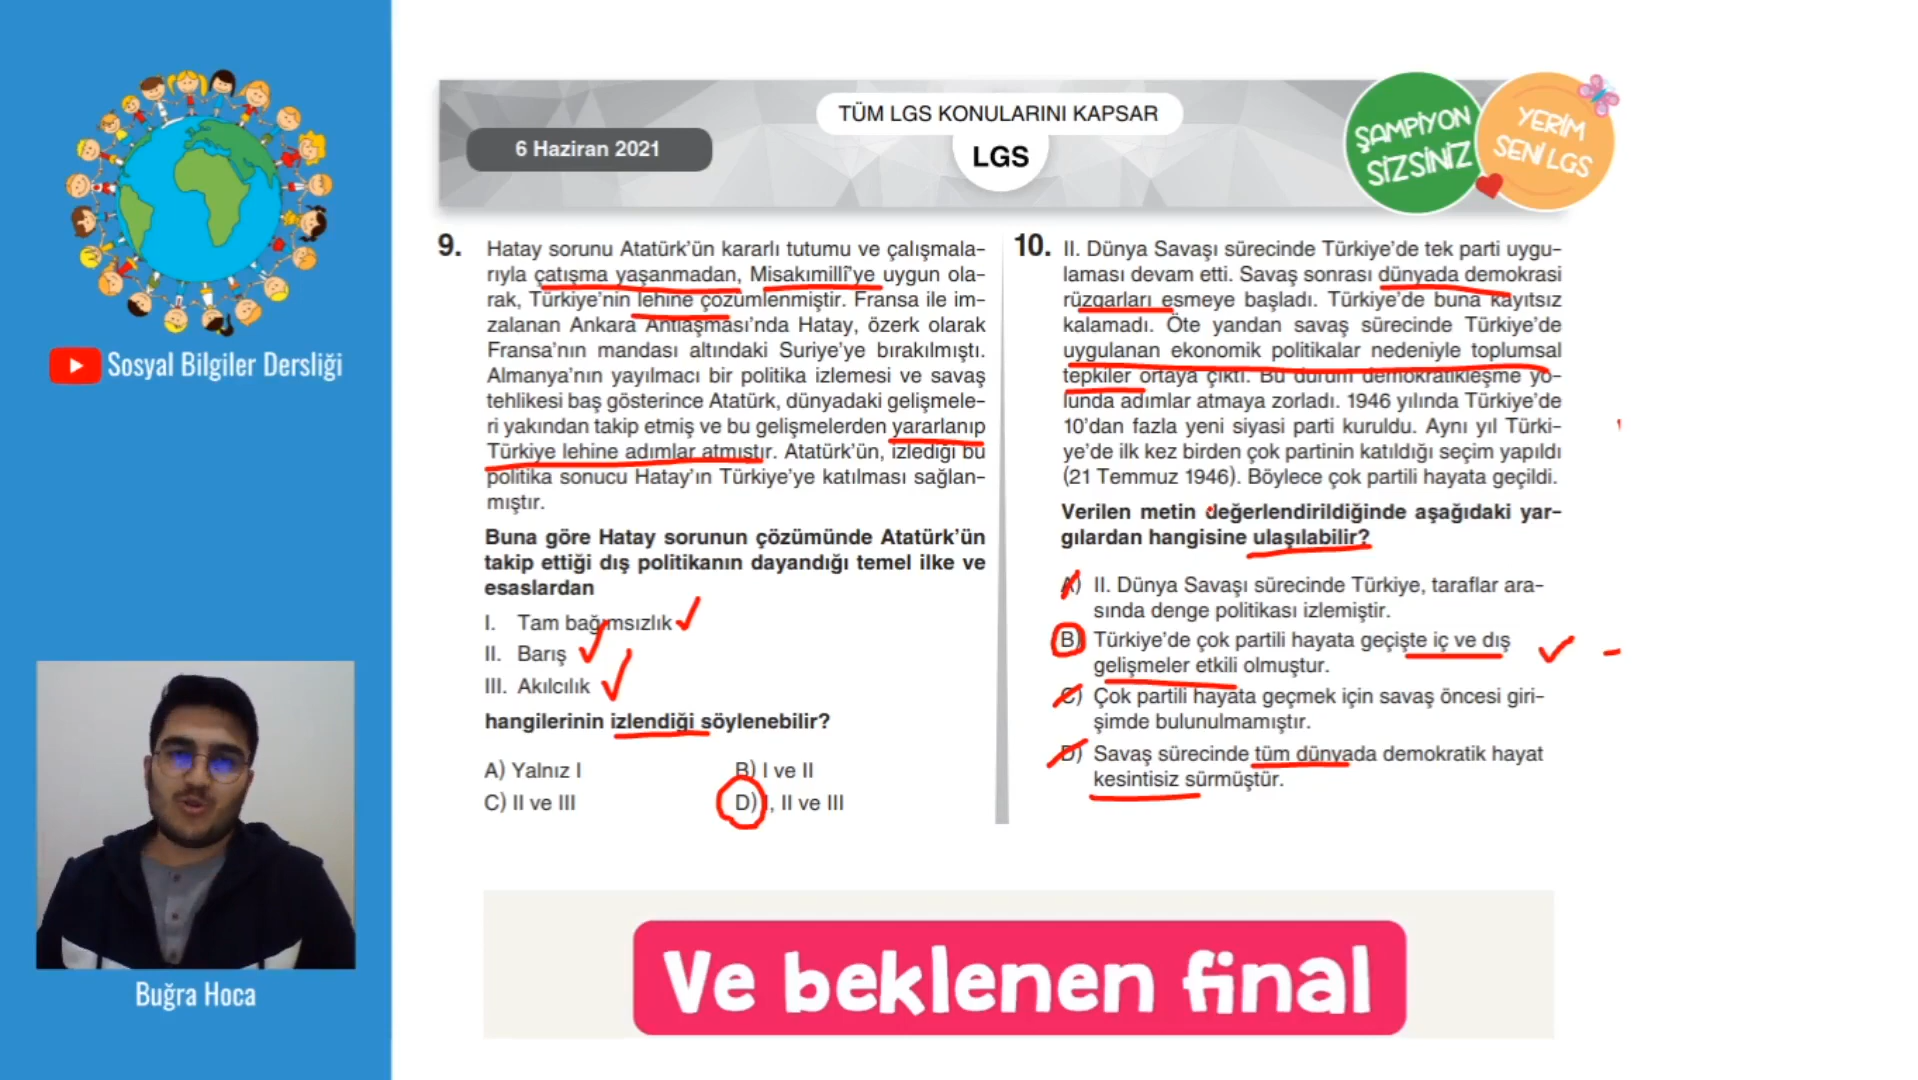 6 Haziran 2021
TÜM LGS KONULARINI KAPSAR
LGS
ŞAMPİYON
SİZSİNİZ
YERİM
SENİ LGS
Sosyal Bilgiler Dersliği
Buğra Hoca
9.
Hatay sorunu Atatürk'ün kararlı tutumu ve çalışmala-
rıyla çatışma yaşanmadan, Misakımillî'ye uygun ola-
rak, Türkiye'nin lehine çözümlenmiştir. Fransa ile im-
zalanan Ankara Antlaşması'nda Hatay, özerk olarak
Fransa'nın mandası altındaki Suriye'ye bırakılmıştı.
Almanya'nın yayılmacı bir politika izlemesi ve savaş
tehlikesi baş gösterince Atatürk, dünyadaki gelişmele-
ri yakından takip etmiş ve bu gelişmelerden yararlanıp
Türkiye lehine adımlar atmıştır. Atatürk'ün, izlediği bu
politika sonucu Hatay'ın Türkiye'ye katılması sağlan-
mıştır.
Buna göre Hatay sorunun çözümünde Atatürk'ün
takip ettiği dış politikanın dayandığı temel ilke ve
esaslardan
I. Tam bağımsızlık
II. Barış
III. Akılcılık
hangilerinin izlendiği söylenebilir?
A) Yalnız I
B) I ve II
C) II ve III
D) I, II ve III
10.
II. Dünya Savaşı sürecinde Türkiye'de tek parti uygu-
laması devam etti. Savaş sonrası dünyada demokrasi
rüzgarları esmeye başladı. Türkiye'de buna kayıtsız
kalamadı. Öte yandan savaş sürecinde Türkiye'de
uygulanan ekonomik politikalar nedeniyle toplumsal
tepkiler ortaya çıktı. Bu durum demokratikleşme yo-
lunda adımlar atmaya zorladı. 1946 yılında Türkiye'de
10'dan fazla yeni siyasi parti kuruldu. Aynı yıl Türki-
ye'de ilk kez birden çok partinin katıldığı seçim yapıldı
(21 Temmuz 1946). Böylece çok partili hayata geçildi.
Verilen metin değerlendirildiğinde aşağıdaki yar-
gılardan hangisine ulaşılabilir?
A) II. Dünya Savaşı sürecinde Türkiye, taraflar ara-
sında denge politikası izlemiştir.
B) Türkiye'de çok partili hayata geçişte iç ve dış
gelişmeler etkili olmuştur.
C) Çok partili hayata geçmek için savaş öncesi giri-
şimde bulunulmamıştır.
D) Savaş sürecinde tüm dünyada demokratik hayat
kesintisiz sürmüştür.
Ve beklenen final